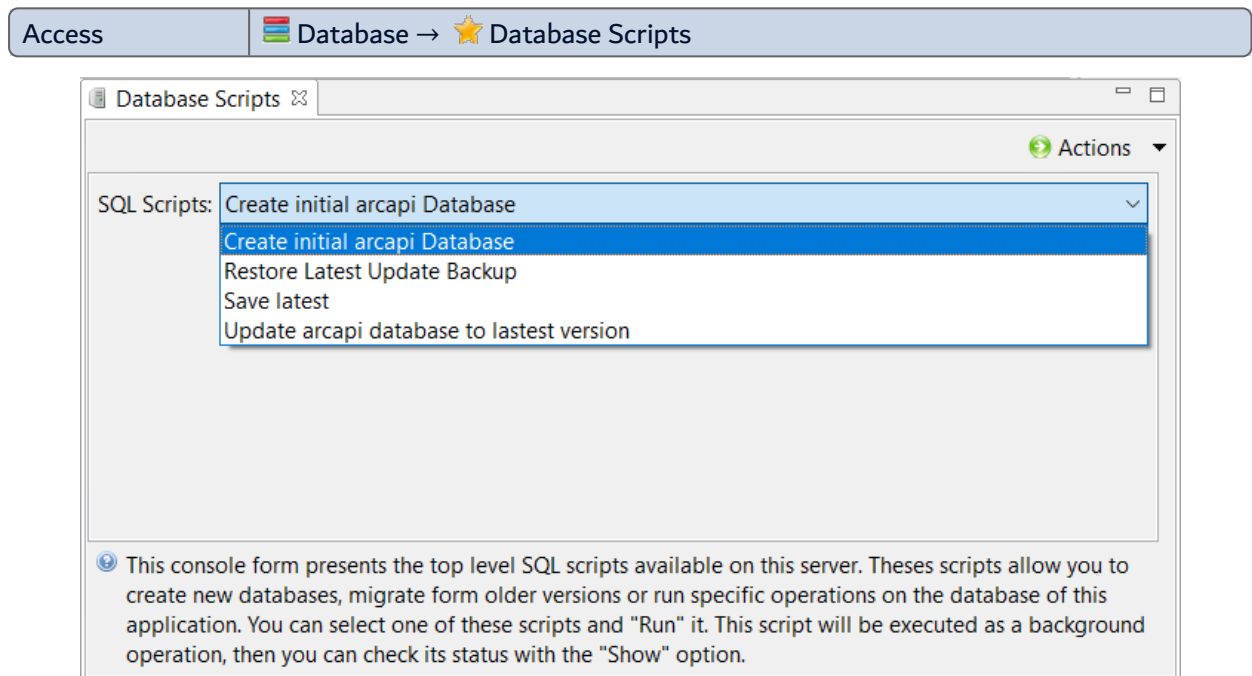 Access Database → Database Scripts
Database Scripts
Actions
SQL Scripts: Create initial arcapi Database
Create initial arcapi Database
Restore Latest Update Backup
Save latest
Update arcapi database to lastest version
This console form presents the top level SQL scripts available on this server. Theses scripts allow you to
create new databases, migrate form older versions or run specific operations on the database of this
application. You can select one of these scripts and "Run" it. This script will be executed as a background
operation, then you can check its status with the "Show" option.